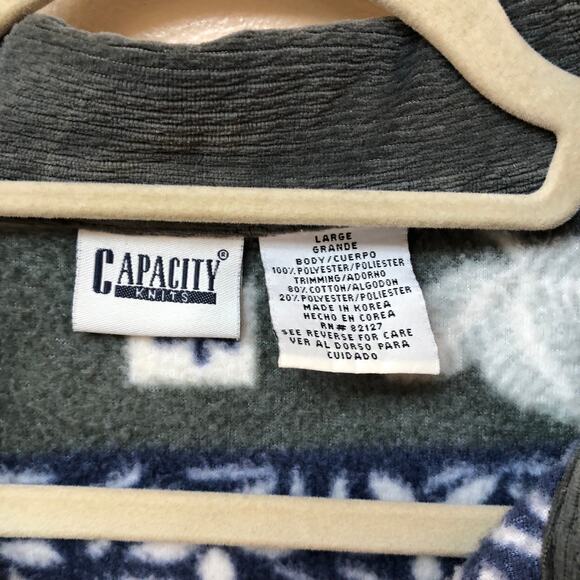 CAPACITY®
KNITS
LARGE
GRANDE
BODY/CUERPO
100% POLYESTER/POLIESTER
TRIMMING/ADORHO
80% COTTON/ALGODON
20% POLYESTER/POLIESTER
MADE IN KOREA
HECHO EN COREA
RN# 82127
SEE REVERSE FOR CARE
VER AL DORSO PARA
CUIDADO